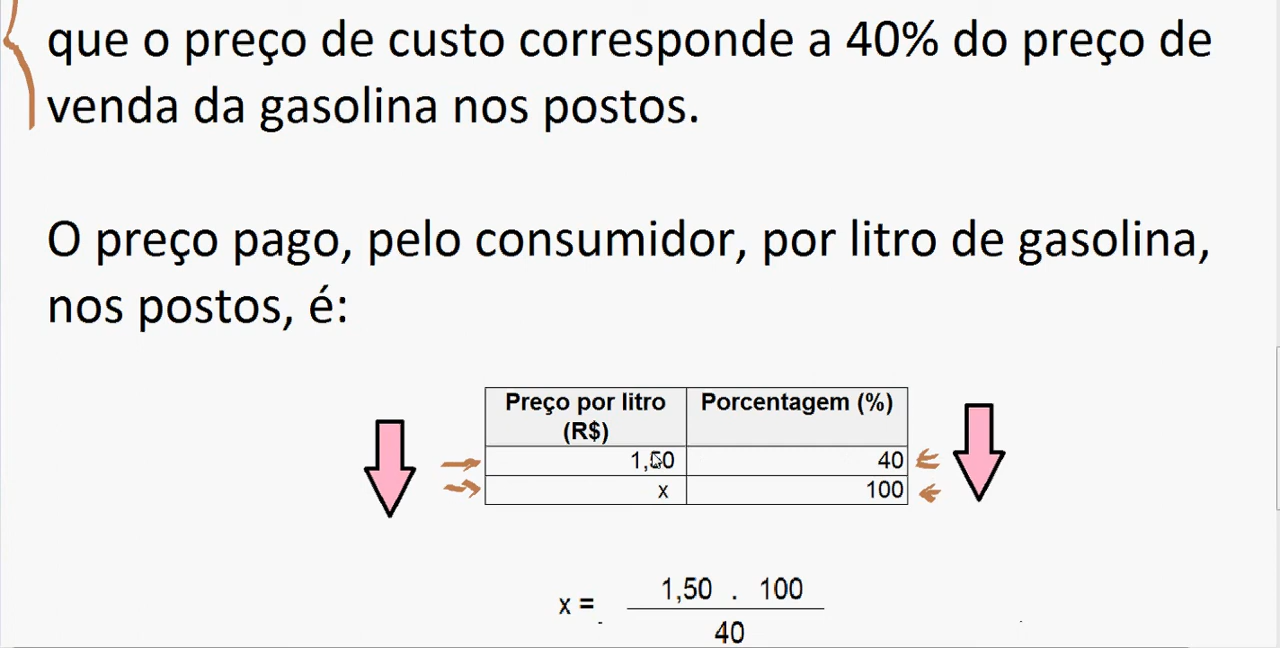 que o preço de custo corresponde a 40% do preço de
venda da gasolina nos postos.
O preço pago, pelo consumidor, por litro de gasolina,
nos postos, é:
Preço por litro (R$) Porcentagem (%)
1,50 40
x 100
x = 1,50 . 100
40